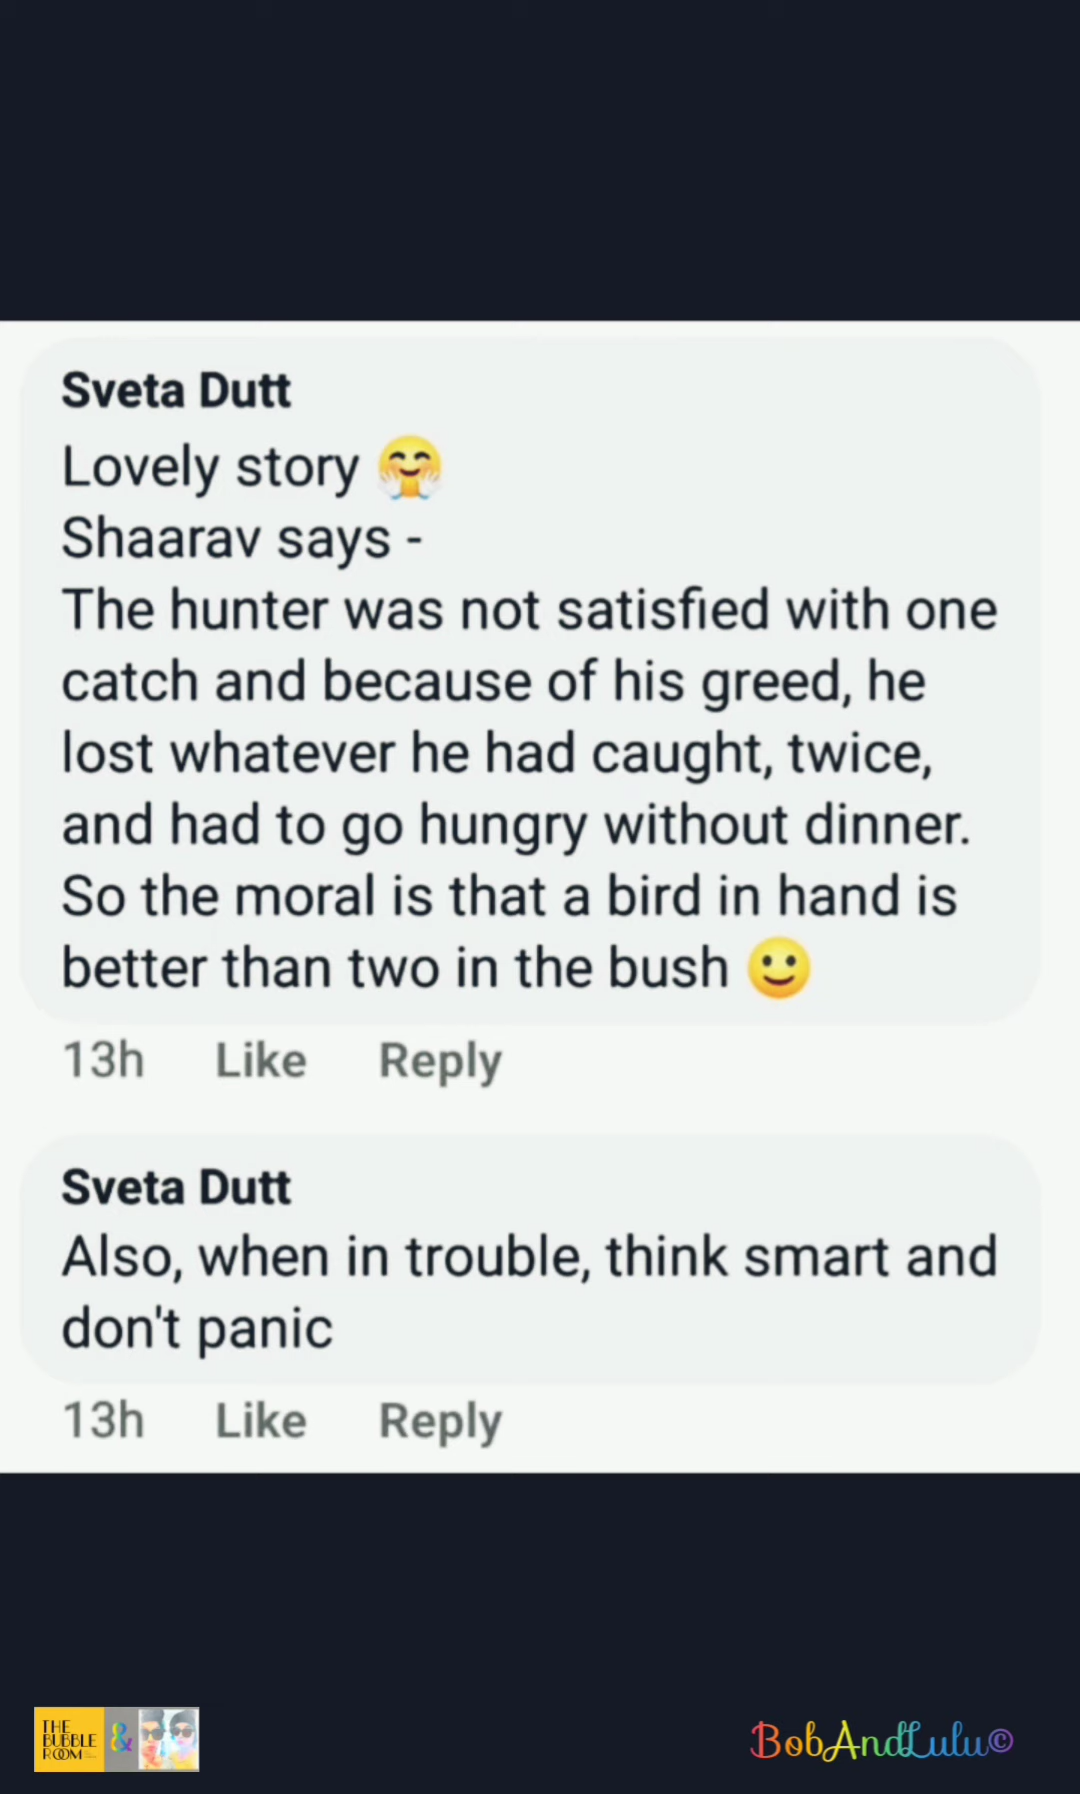 Sveta Dutt
Lovely story 🤗
Shaarav says -
The hunter was not satisfied with one
catch and because of his greed, he
lost whatever he had caught, twice,
and had to go hungry without dinner.
So the moral is that a bird in hand is
better than two in the bush 🙂
13h Like Reply
Sveta Dutt
Also, when in trouble, think smart and
don't panic
13h Like Reply
THE
BUBBLE
ROOM
&
BobAndLulu©